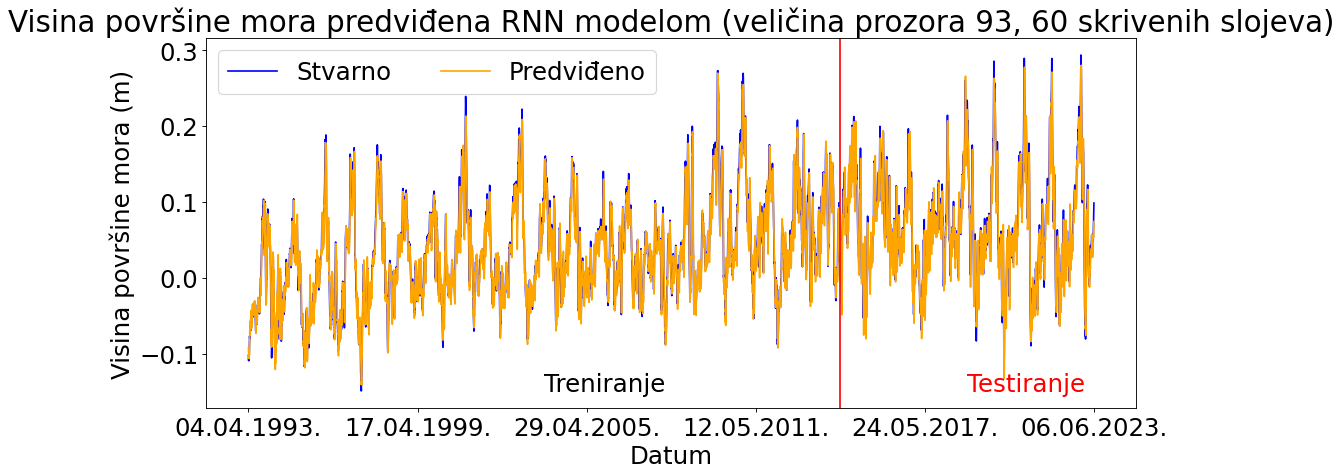 Visina površine mora predviđena RNN modelom (veličina prozora 93, 60 skrivenih slojeva)
Stvarno
Predviđeno
Visina površine mora (m)
0.3
0.2
0.1
0.0
−0.1
Treniranje
Testiranje
04.04.1993.
17.04.1999.
29.04.2005.
12.05.2011.
24.05.2017.
06.06.2023.
Datum